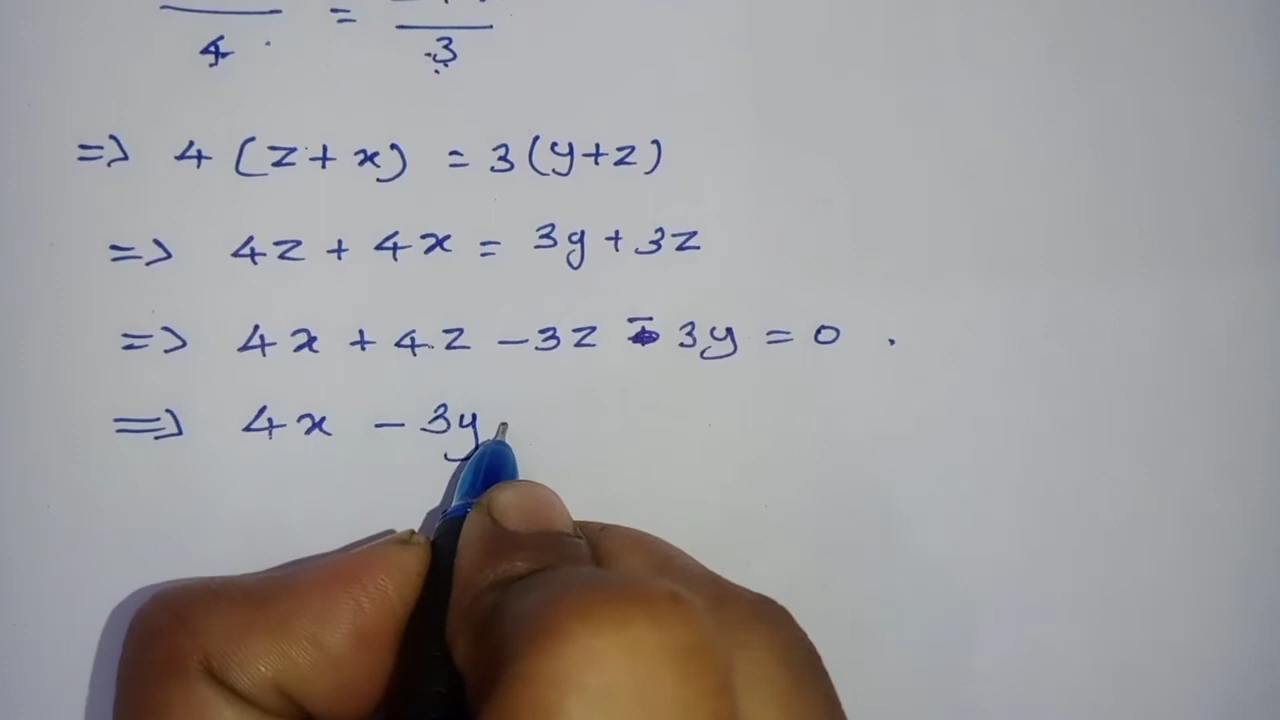 4 = 3
=> 4 (z + x) = 3 (y + z)
=> 4z + 4x = 3y + 3z
=> 4x + 4z - 3z - 3y = 0 .
=> 4x - 3y